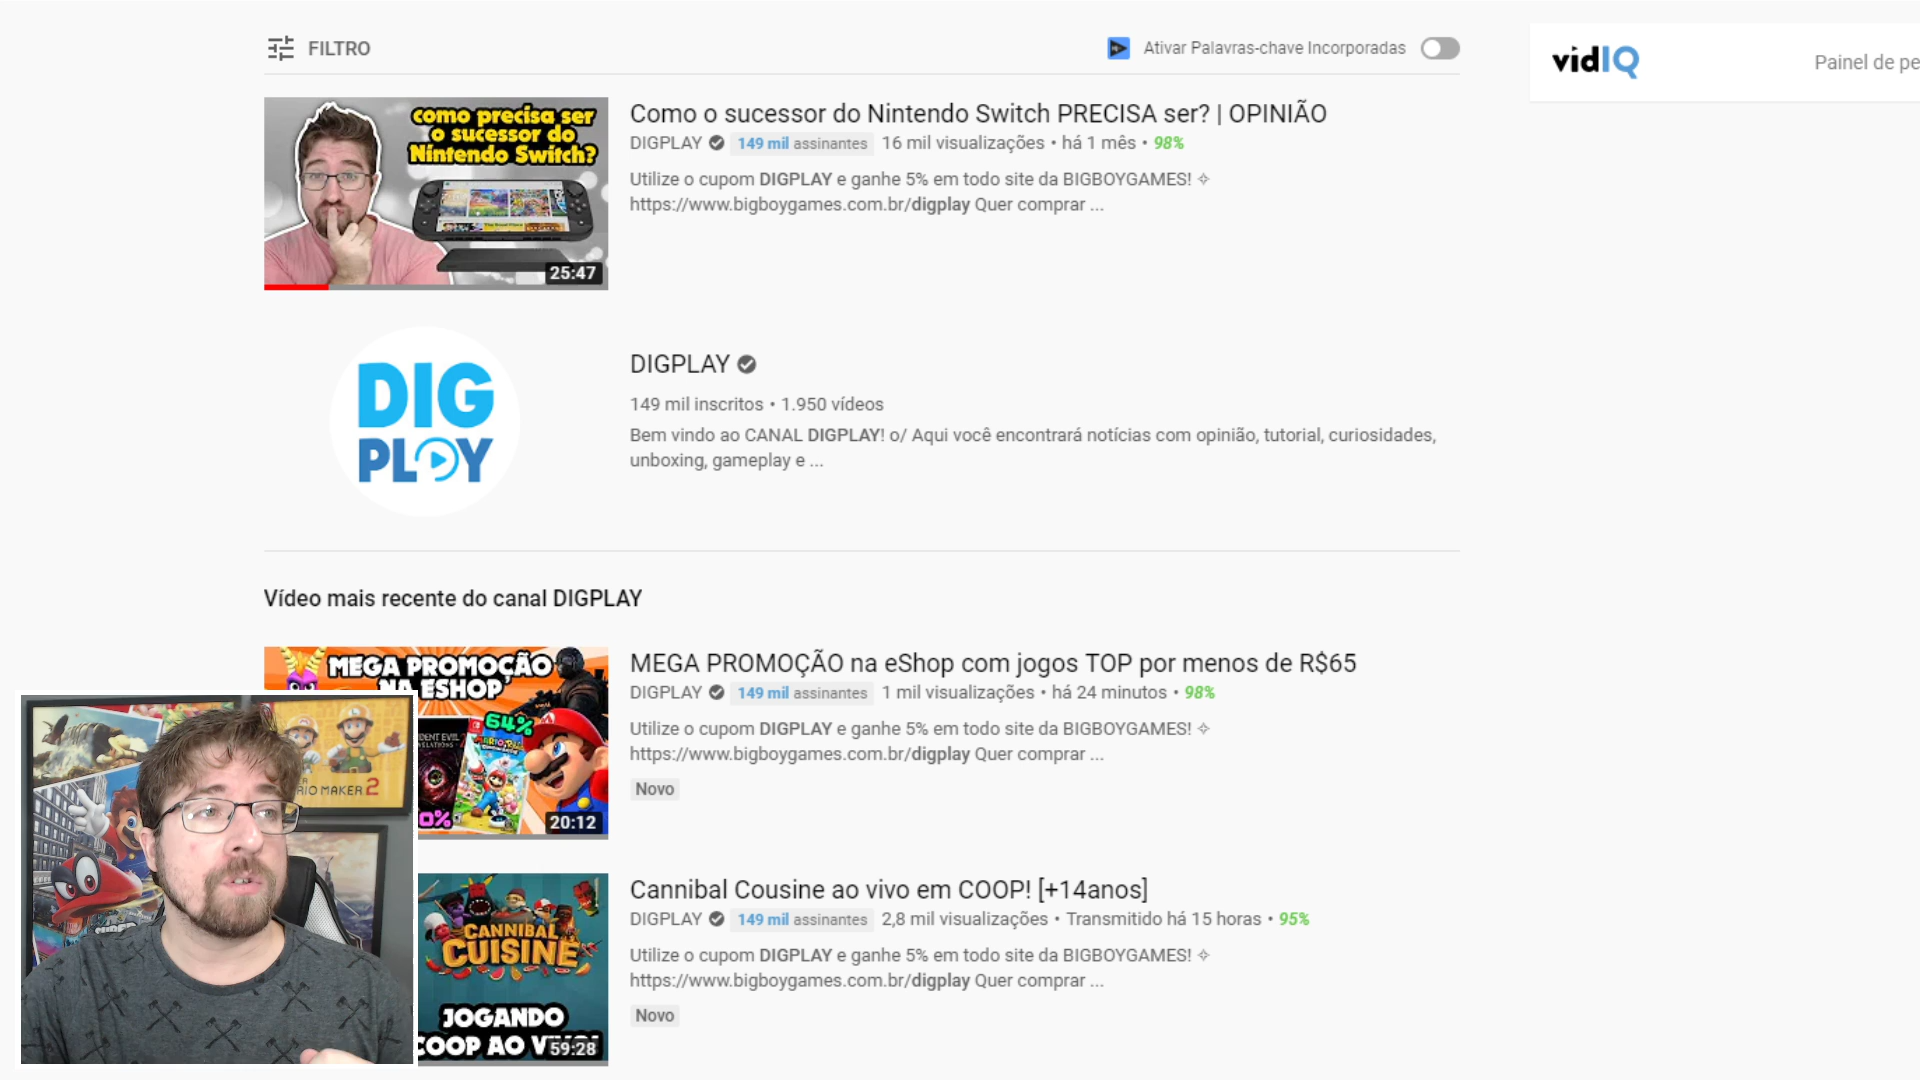 FILTRO
Ativar Palavras-chave Incorporadas
vidIQ
Painel de pe
como precisa ser
o sucessor do
Nintendo Switch?
25:47
Como o sucessor do Nintendo Switch PRECISA ser? | OPINIÃO
DIGPLAY 149 mil assinantes 16 mil visualizações • há 1 mês • 98%
Utilize o cupom DIGPLAY e ganhe 5% em todo site da BIGBOYGAMES! ✧
https://www.bigboygames.com.br/digplay Quer comprar ...
DIG
PLAY
DIGPLAY
149 mil inscritos • 1.950 vídeos
Bem vindo ao CANAL DIGPLAY! o/ Aqui você encontrará notícias com opinião, tutorial, curiosidades,
unboxing, gameplay e ...
Vídeo mais recente do canal DIGPLAY
MEGA PROMOÇÃO
NA ESHOP
64%
0%
20:12
MEGA PROMOÇÃO na eShop com jogos TOP por menos de R$65
DIGPLAY 149 mil assinantes 1 mil visualizações • há 24 minutos • 98%
Utilize o cupom DIGPLAY e ganhe 5% em todo site da BIGBOYGAMES! ✧
https://www.bigboygames.com.br/digplay Quer comprar ...
Novo
RIO MAKER 2
CANNIBAL
CUISINE
JOGANDO
COOP AO VIVO!
59:28
Cannibal Cousine ao vivo em COOP! [+14anos]
DIGPLAY 149 mil assinantes 2,8 mil visualizações • Transmitido há 15 horas • 95%
Utilize o cupom DIGPLAY e ganhe 5% em todo site da BIGBOYGAMES! ✧
https://www.bigboygames.com.br/digplay Quer comprar ...
Novo